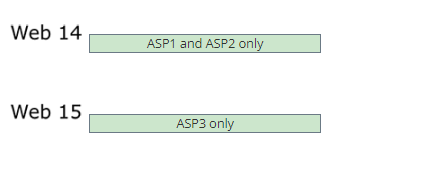 Web 14
ASP1 and ASP2 only
Web 15
ASP3 only